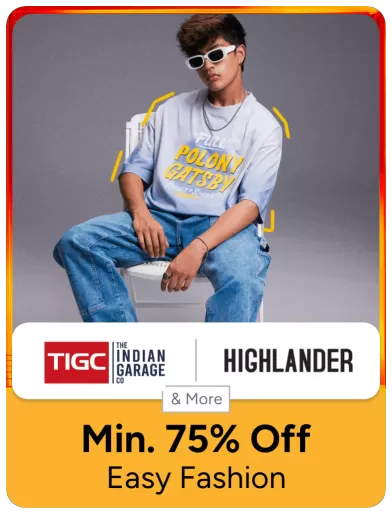 FULL
POLONY
GATSBY
TIGC
THE
INDIAN
GARAGE
CO
HIGHLANDER
& More
Min. 75% Off
Easy Fashion